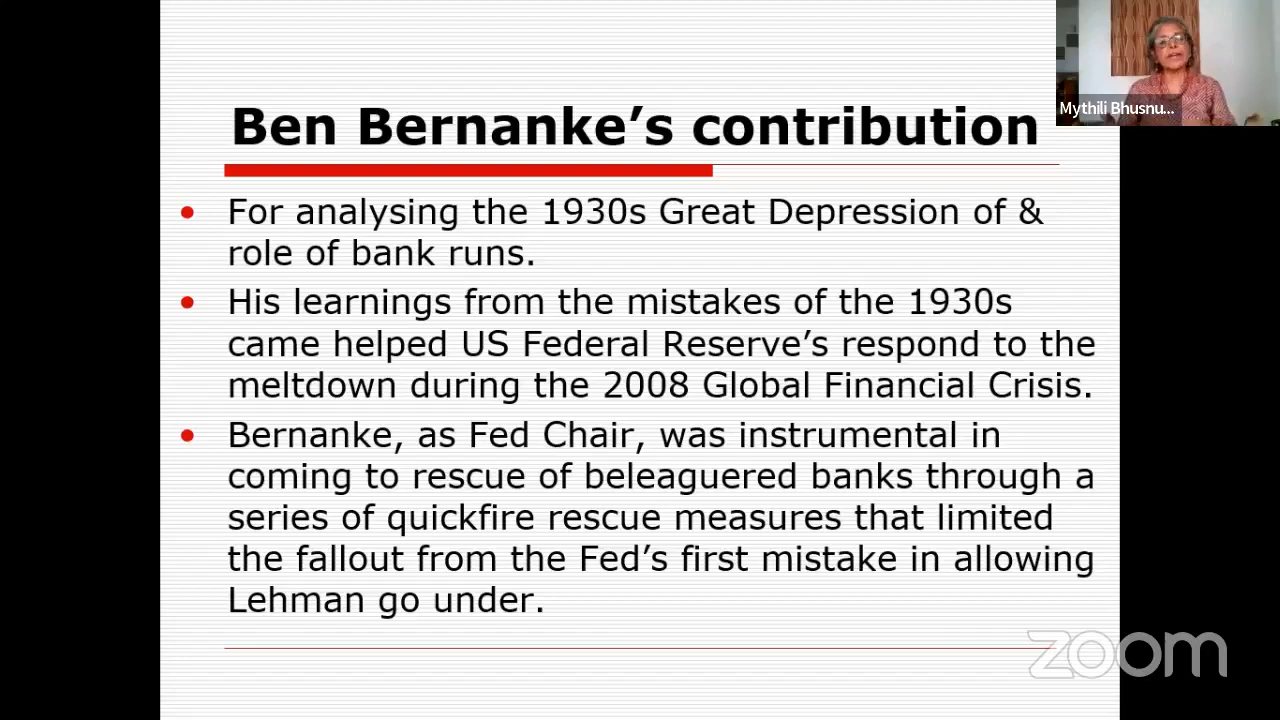 Ben Bernanke’s contribution
Mythili Bhusnu...
• For analysing the 1930s Great Depression of &
role of bank runs.
• His learnings from the mistakes of the 1930s
came helped US Federal Reserve’s respond to the
meltdown during the 2008 Global Financial Crisis.
• Bernanke, as Fed Chair, was instrumental in
coming to rescue of beleaguered banks through a
series of quickfire rescue measures that limited
the fallout from the Fed’s first mistake in allowing
Lehman go under.
zoom